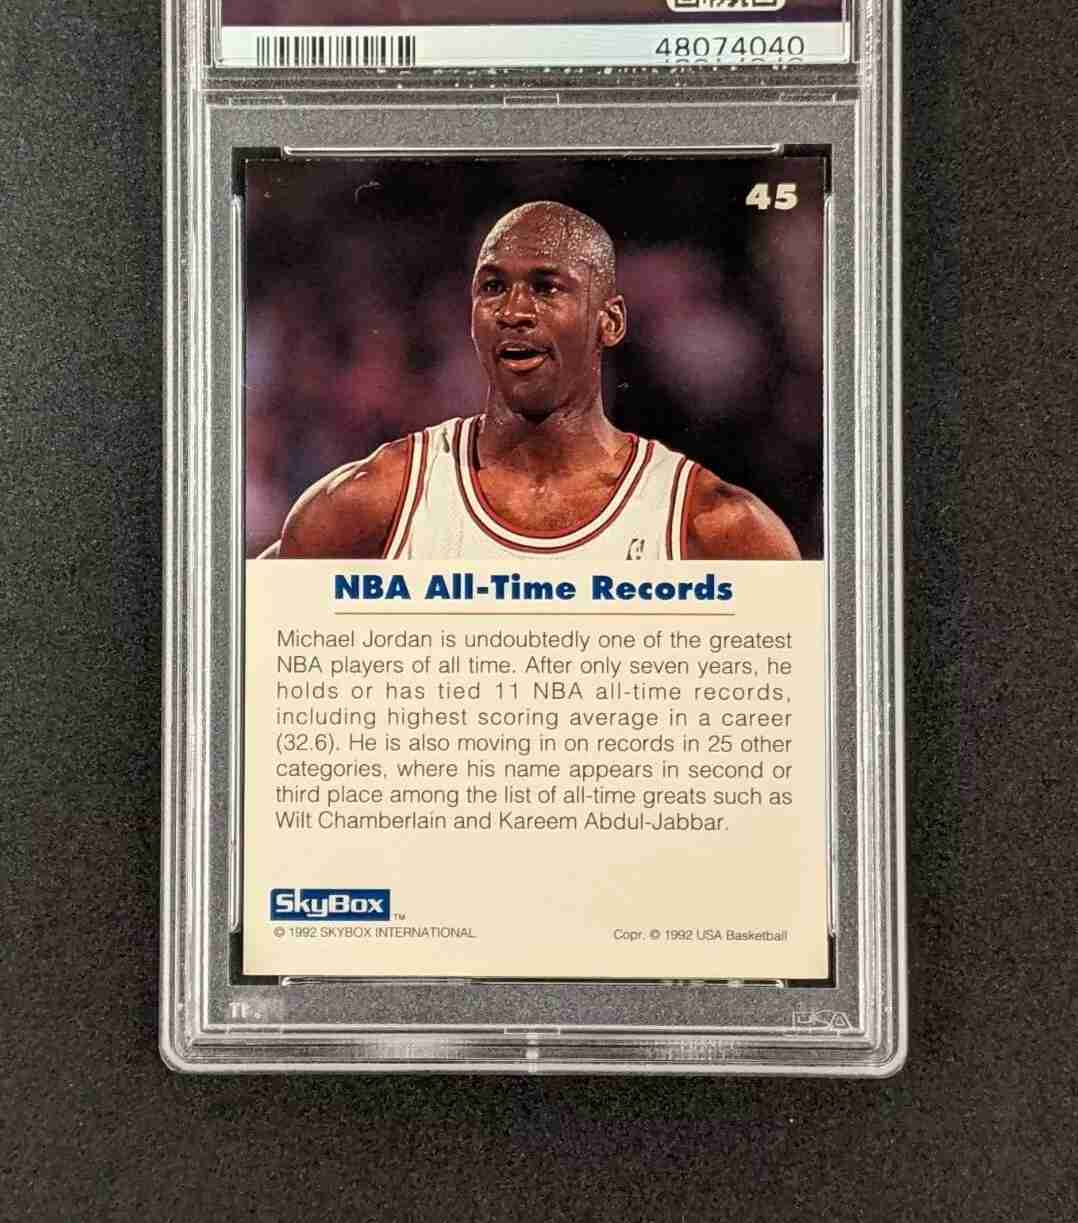 48074040
45
NBA All-Time Records
Michael Jordan is undoubtedly one of the greatest
NBA players of all time. After only seven years, he
holds or has tied 11 NBA all-time records,
including highest scoring average in a career
(32.6). He is also moving in on records in 25 other
categories, where his name appears in second or
third place among the list of all-time greats such as
Wilt Chamberlain and Kareem Abdul-Jabbar.
SkyBox ™
© 1992 SKYBOX INTERNATIONAL
Copr. © 1992 USA Basketball